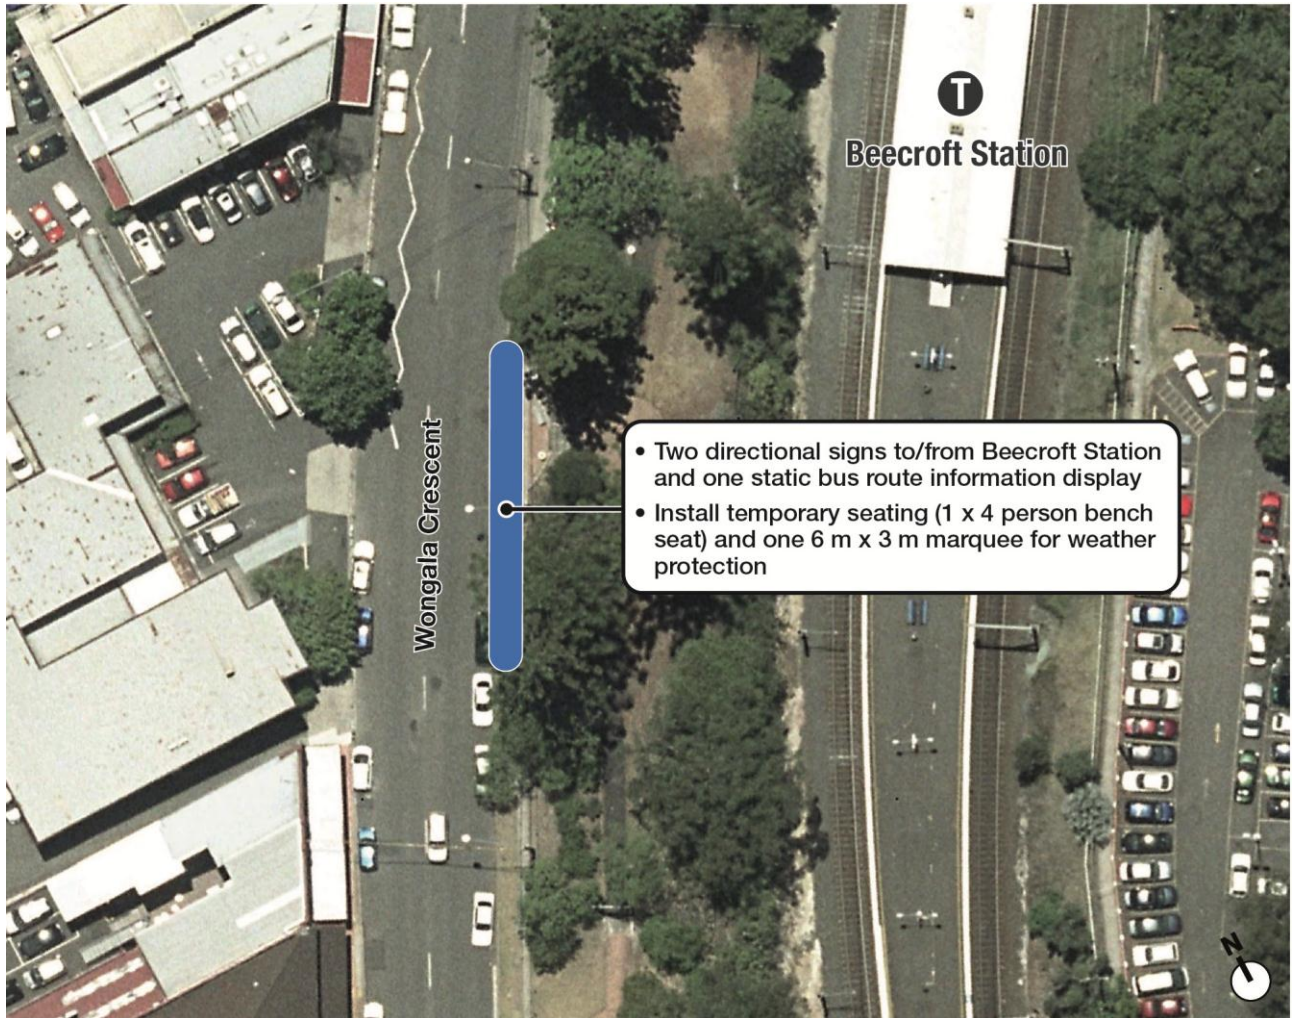 T
Beecroft Station
• Two directional signs to/from Beecroft Station
and one static bus route information display
• Install temporary seating (1 x 4 person bench
seat) and one 6 m x 3 m marquee for weather
protection
Wongala Crescent
N